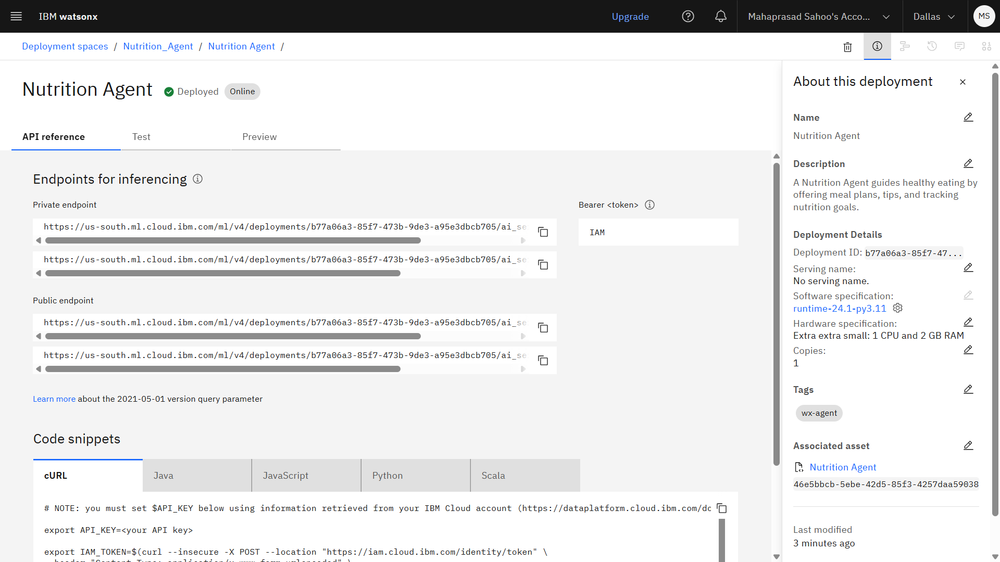 IBM watsonx
Upgrade
Mahaprasad Sahoo's Acco...
Dallas
MS
Deployment spaces / Nutrition_Agent / Nutrition Agent /
Nutrition Agent
Deployed
Online
API reference
Test
Preview
Endpoints for inferencing
Private endpoint
https://us-south.ml.cloud.ibm.com/ml/v4/deployments/b77a06a3-85f7-473b-9de3-a95e3dbcb705/ai_se
https://us-south.ml.cloud.ibm.com/ml/v4/deployments/b77a06a3-85f7-473b-9de3-a95e3dbcb705/ai_se
Bearer <token>
IAM
Public endpoint
https://us-south.ml.cloud.ibm.com/ml/v4/deployments/b77a06a3-85f7-473b-9de3-a95e3dbcb705/ai_se
https://us-south.ml.cloud.ibm.com/ml/v4/deployments/b77a06a3-85f7-473b-9de3-a95e3dbcb705/ai_se
Learn more about the 2021-05-01 version query parameter
Code snippets
cURL
Java
JavaScript
Python
Scala
# NOTE: you must set $API_KEY below using information retrieved from your IBM Cloud account (https://dataplatform.cloud.ibm.com/dc
export API_KEY=<your API key>
export IAM_TOKEN=$(curl --insecure -X POST --location "https://iam.cloud.ibm.com/identity/token" \
About this deployment
Name
Nutrition Agent
Description
A Nutrition Agent guides healthy eating by
offering meal plans, tips, and tracking
nutrition goals.
Deployment Details
Deployment ID: b77a06a3-85f7-47...
Serving name:
No serving name.
Software specification:
runtime-24.1-py3.11
Hardware specification:
Extra extra small: 1 CPU and 2 GB RAM
Copies:
1
Tags
wx-agent
Associated asset
Nutrition Agent
46e5bbcb-5ebe-42d5-85f3-4257daa59038
Last modified
3 minutes ago